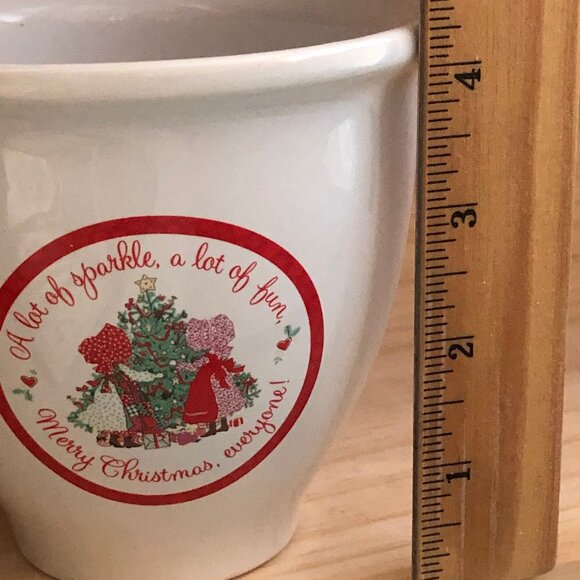 A lot of sparkle, a lot of fun,
Merry Christmas, everyone!
4
3
2
1